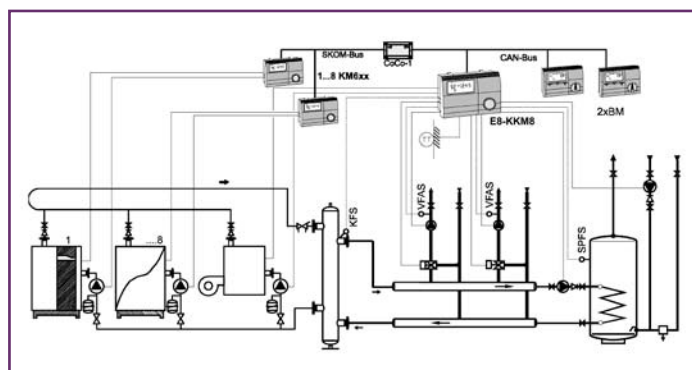 SKOM-Bus
CoCo-1
CAN-Bus
1...8 KM6xx
2xBM
E8-KKM8
KFS
VFAS
VFAS
SPFS
1
....8